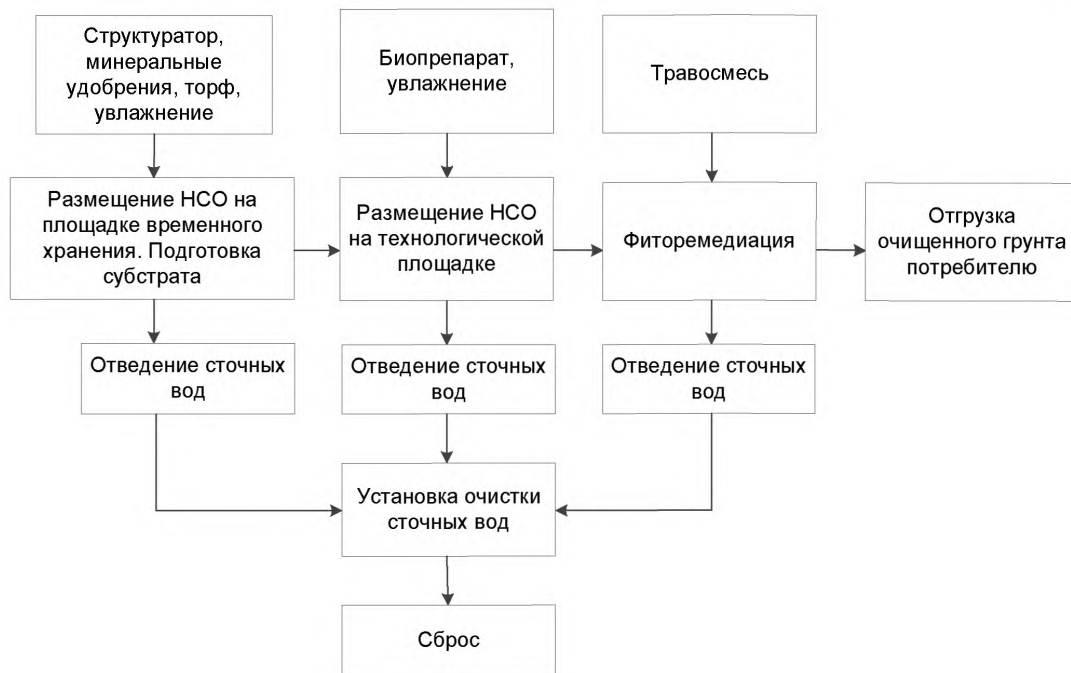 Структуратор,
минеральные
удобрения, торф,
увлажнение
Биопрепарат,
увлажнение
Травосмесь
Размещение НСО на
площадке временного
хранения. Подготовка
субстрата
Размещение НСО
на технологической
площадке
Фиторемедиация
Отгрузка
очищенного грунта
потребителю
Отведение сточных
вод
Отведение сточных
вод
Отведение сточных
вод
Установка очистки
сточных вод
Сброс